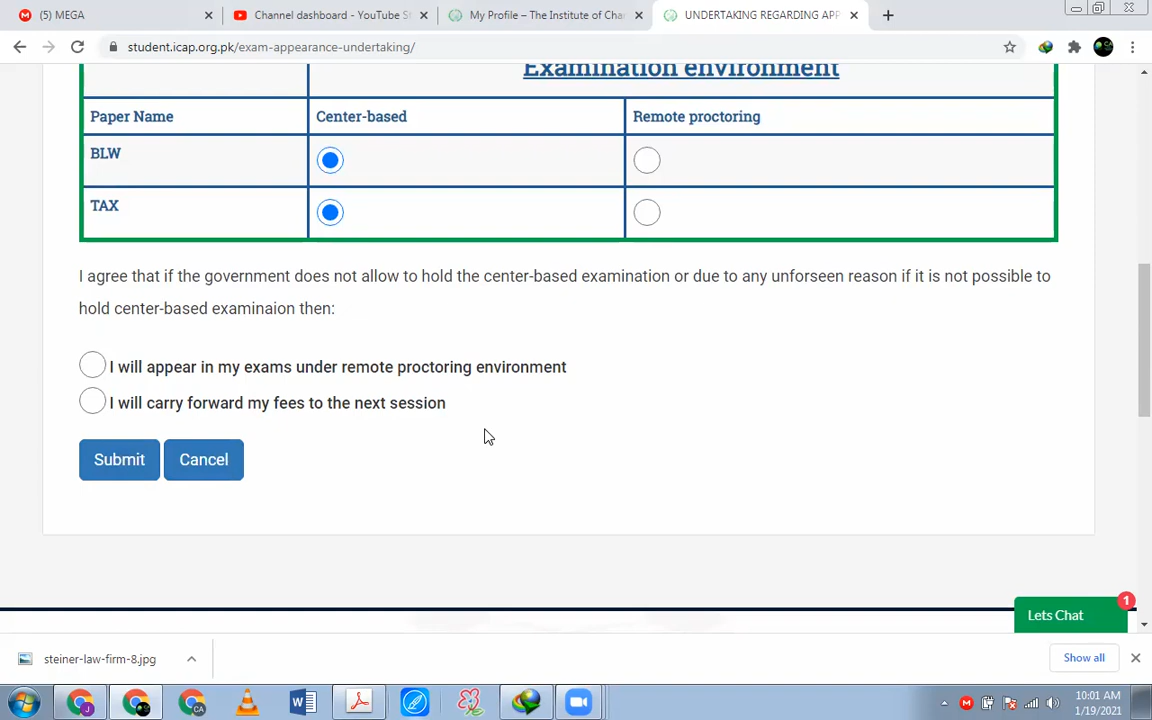 (5) MEGA
Channel dashboard - YouTube St
My Profile – The Institute of Char
UNDERTAKING REGARDING APP
student.icap.org.pk/exam-appearance-undertaking/
Examination environment
Paper Name
Center-based
Remote proctoring
BLW
TAX
I agree that if the government does not allow to hold the center-based examination or due to any unforseen reason if it is not possible to
hold center-based examinaion then:
I will appear in my exams under remote proctoring environment
I will carry forward my fees to the next session
Submit
Cancel
Lets Chat
1
steiner-law-firm-8.jpg
Show all
10:01 AM
1/19/2021